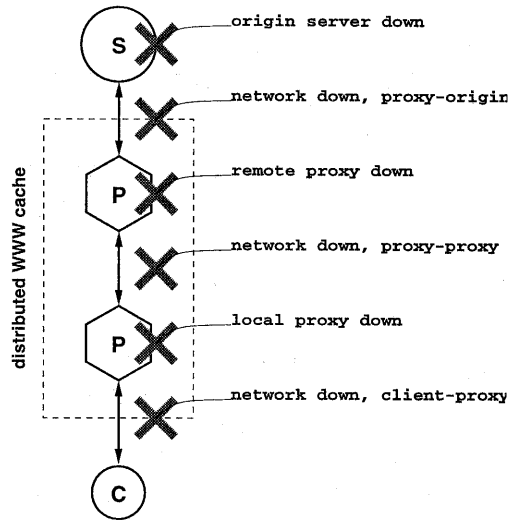 S
origin server down
network down, proxy-origin
P
remote proxy down
network down, proxy-proxy
distributed WWW cache
P
local proxy down
network down, client-proxy
C